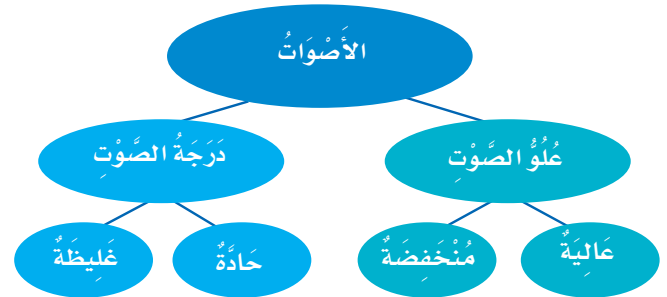 الأَصْوَاتُ
عُلُوُّ الصَّوْتِ
دَرَجَةُ الصَّوْتِ
عَالِيَةٌ
مُنْخَفِضَةٌ
حَادَّةٌ
غَلِيظَةٌ